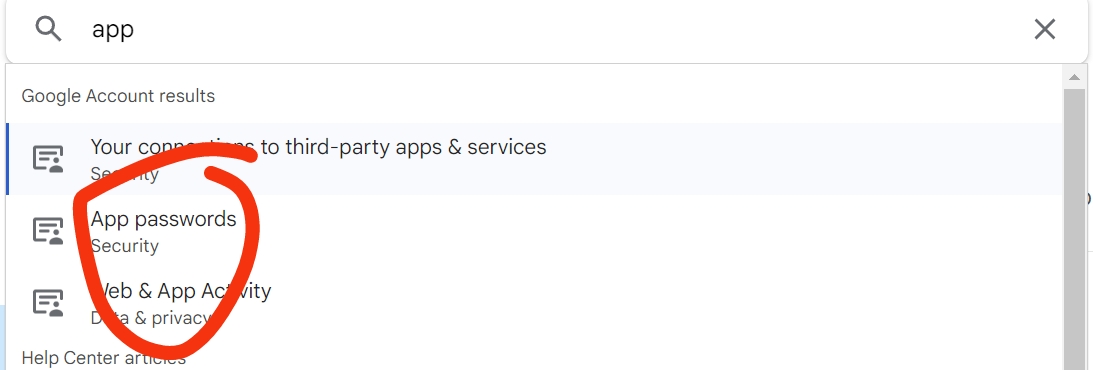 app
Google Account results
Your connections to third-party apps & services
Security
App passwords
Security
Web & App Activity
Data & privacy
Help Center articles